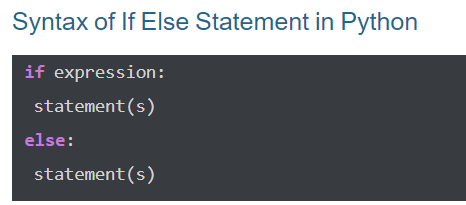 Syntax of If Else Statement in Python
if expression:
 statement(s)
else:
 statement(s)